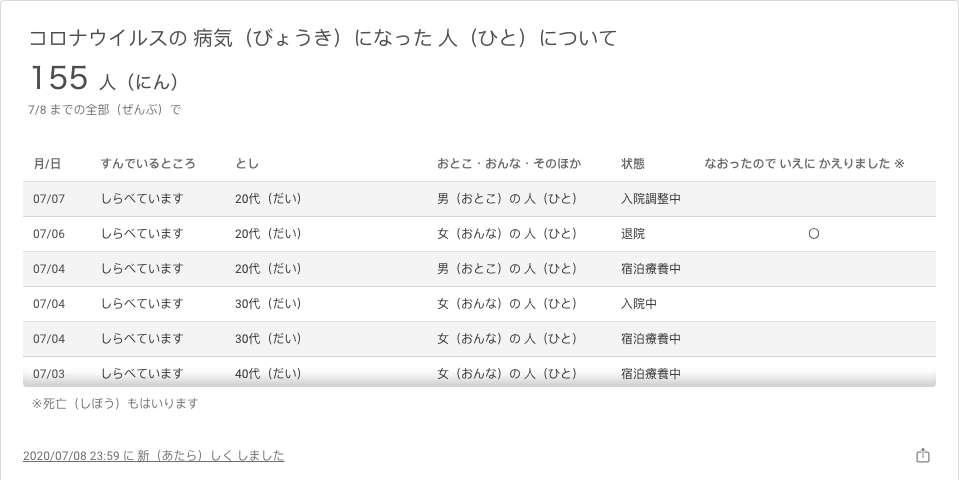 コロナウイルスの 病気（びょうき）になった 人（ひと）について
155 人（にん）
7/8 までの全部（ぜんぶ）で
月/日 すんでいるところ とし おとこ・おんな・そのほか 状態 なおったので いえに かえりました ※
07/07 しらべています 20代（だい） 男（おとこ）の 人（ひと） 入院調整中
07/06 しらべています 20代（だい） 女（おんな）の 人（ひと） 退院 〇
07/04 しらべています 20代（だい） 男（おとこ）の 人（ひと） 宿泊療養中
07/04 しらべています 30代（だい） 女（おんな）の 人（ひと） 入院中
07/04 しらべています 30代（だい） 女（おんな）の 人（ひと） 宿泊療養中
07/03 しらべています 40代（だい） 女（おんな）の 人（ひと） 宿泊療養中
※死亡（しぼう）もはいります
2020/07/08 23:59 に 新（あたら）しく しました